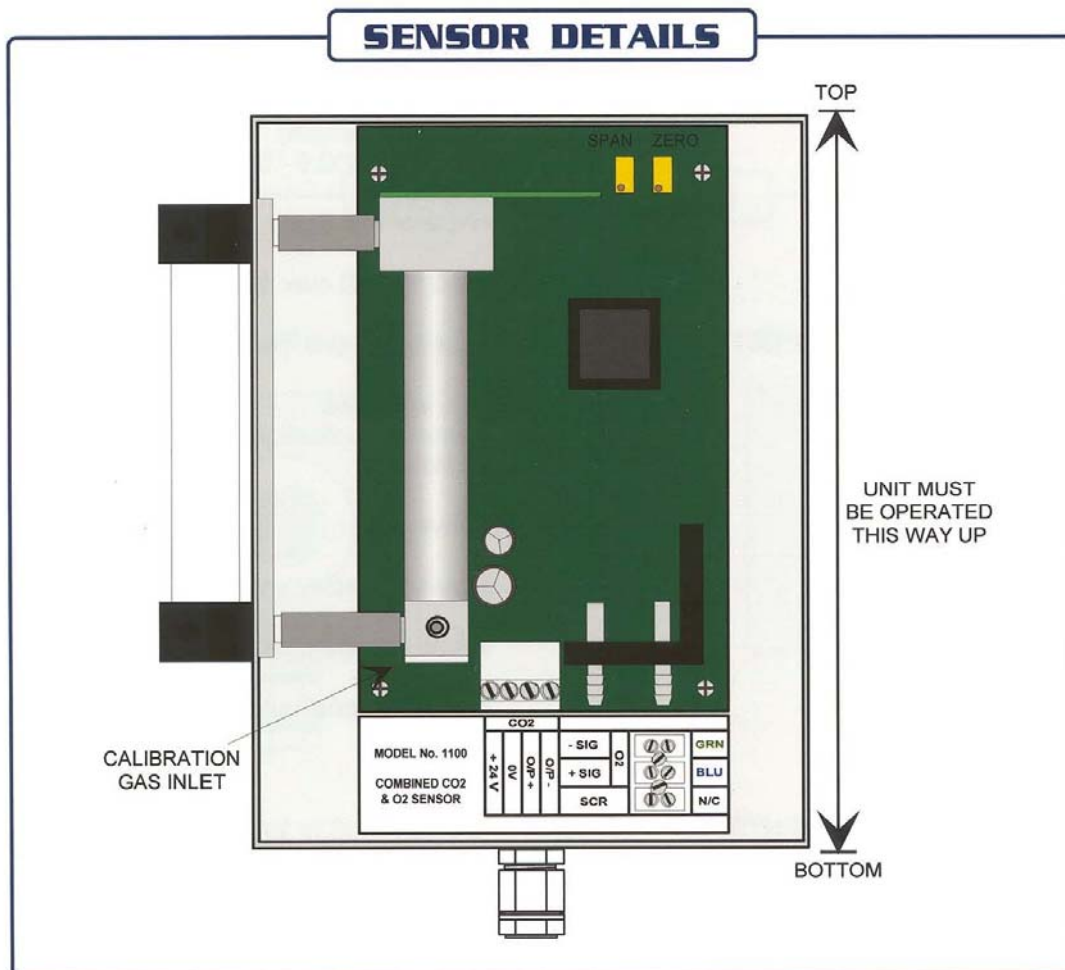 SENSOR DETAILS
TOP
SPAN ZERO
UNIT MUST
BE OPERATED
THIS WAY UP
CALIBRATION
GAS INLET
MODEL No. 1100
COMBINED CO2
& O2 SENSOR
CO2
+ 24 V
0V
O/P +
O/P -
- SIG
+ SIG
SCR
O2
GRN
BLU
N/C
BOTTOM